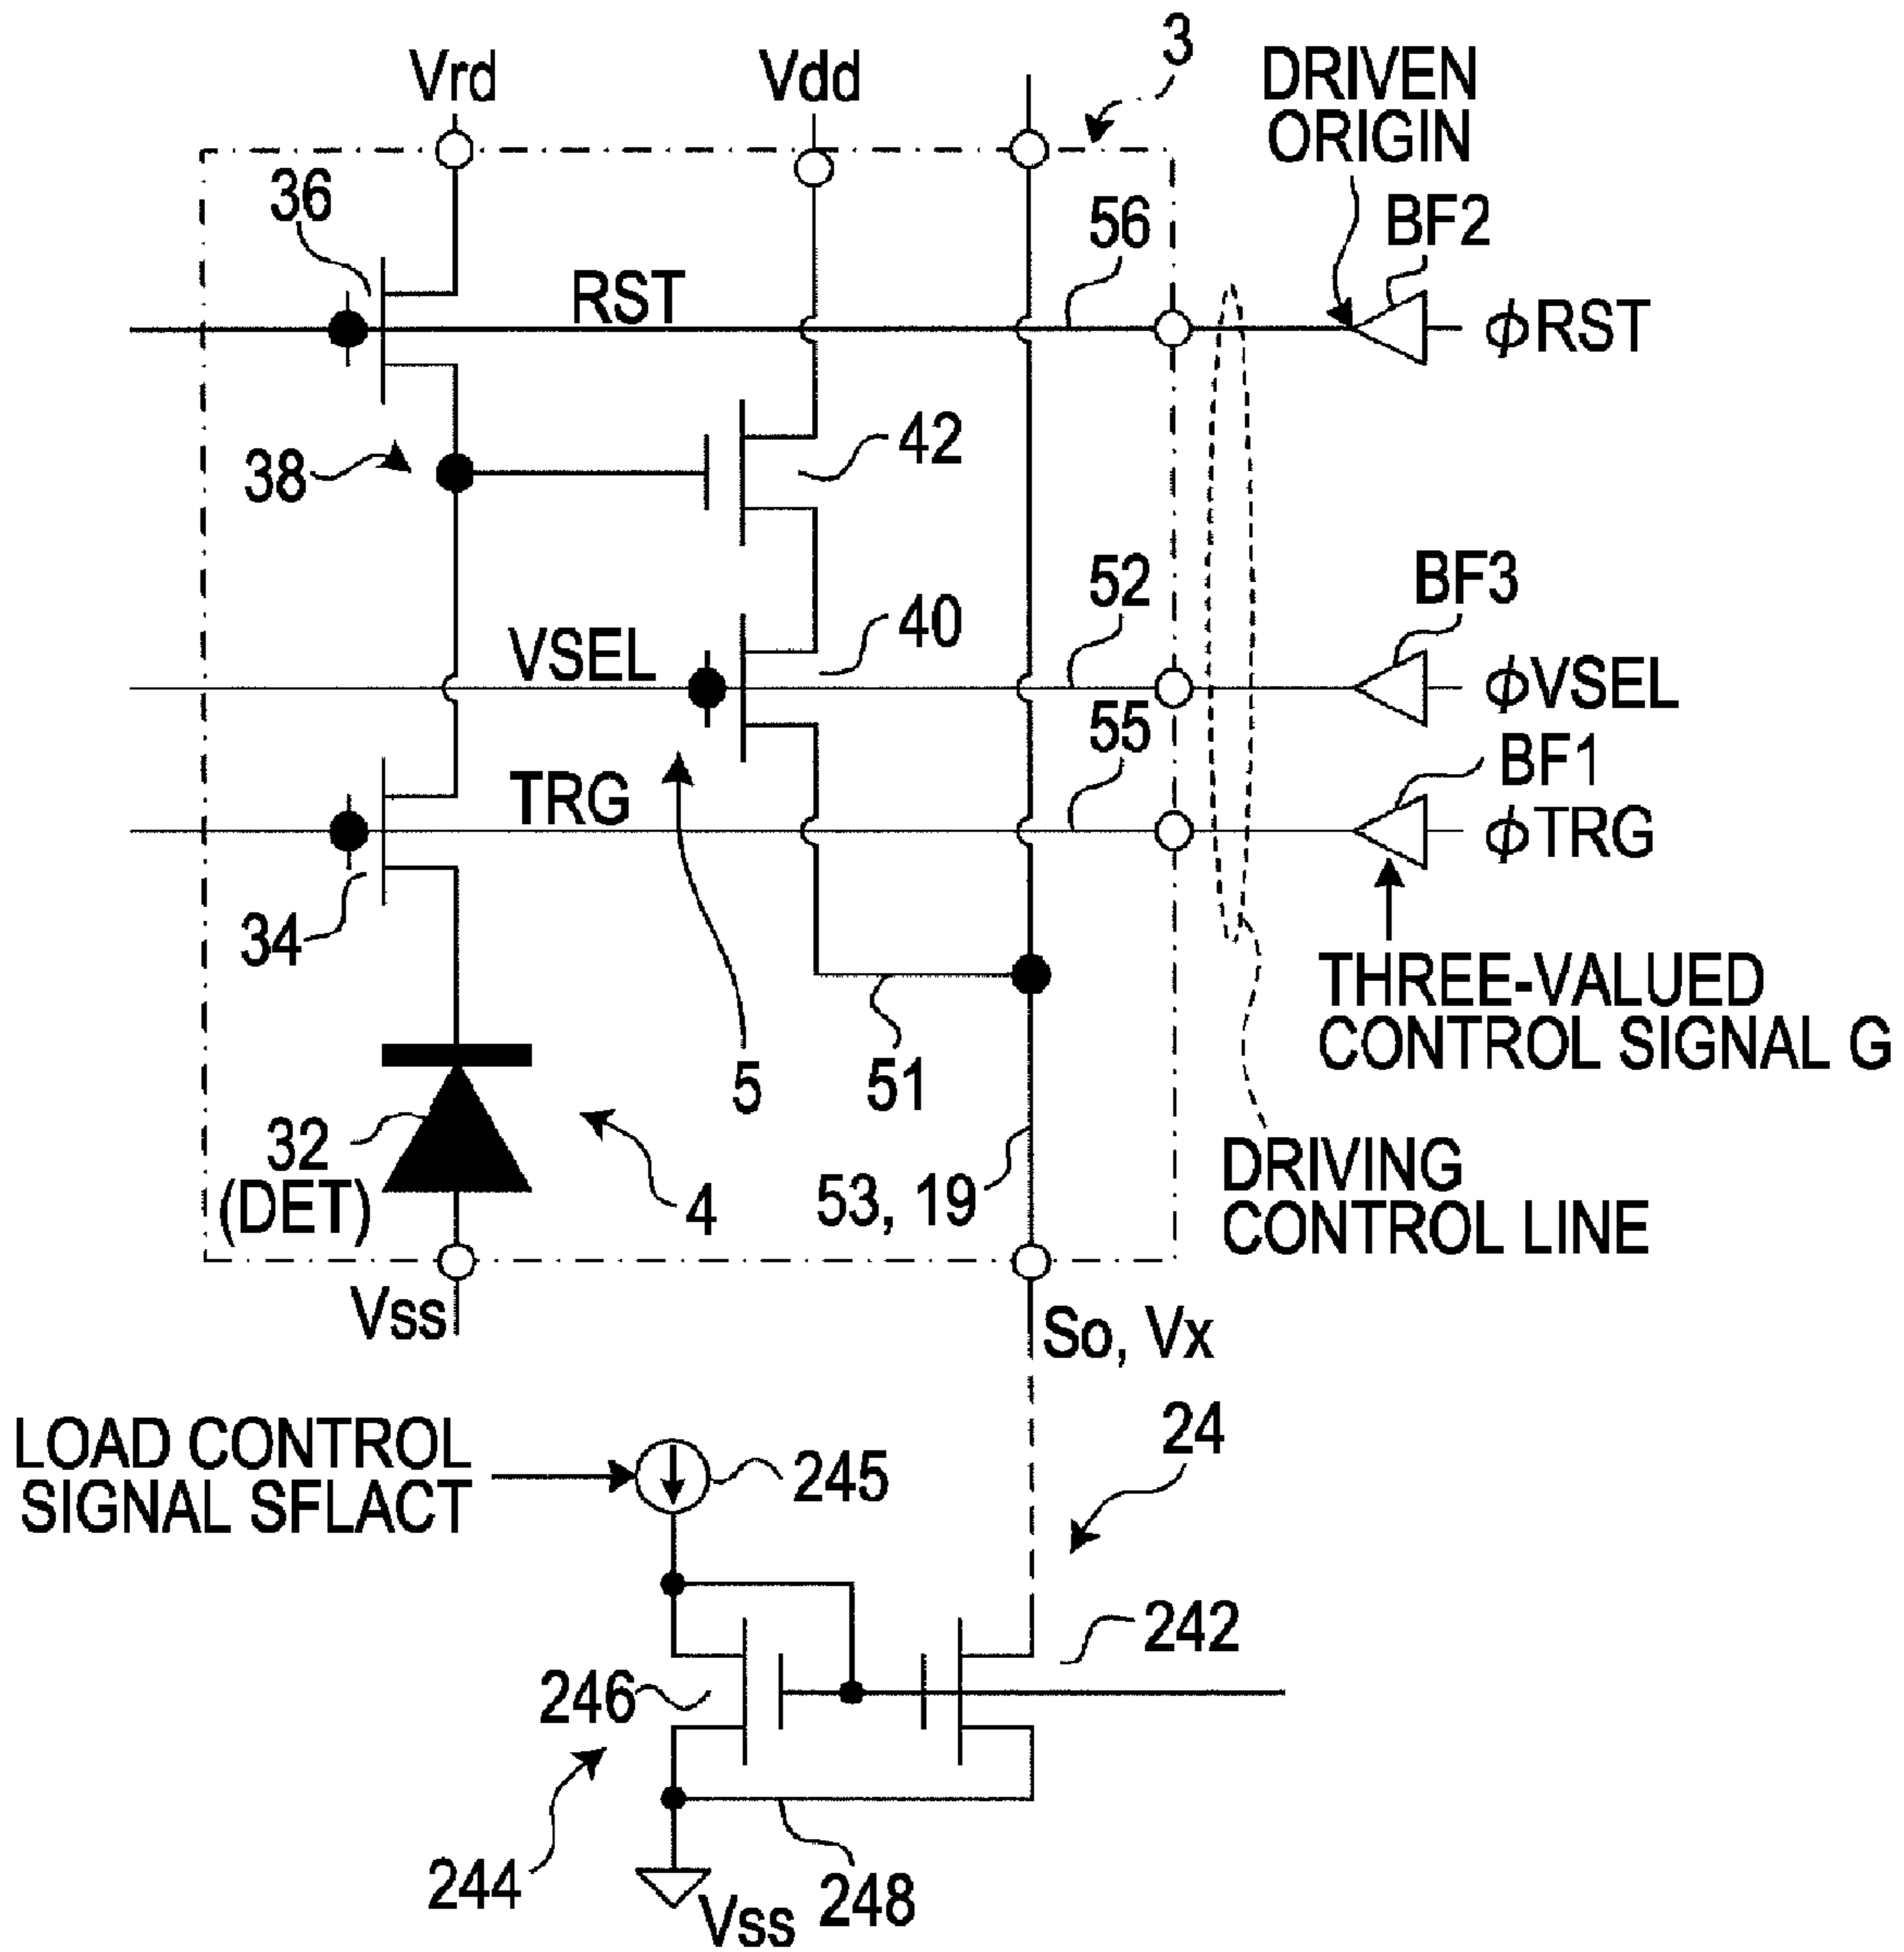 3
Vrd
Vdd
DRIVEN
ORIGIN
36
56
BF2
RST
ϕRST
38
42
52
BF3
40
VSEL
ϕVSEL
55
BF1
TRG
ϕTRG
34
THREE-VALUED
CONTROL SIGNAL G
5
51
32
(DET)
4
53, 19
DRIVING
CONTROL LINE
Vss
So, Vx
24
LOAD CONTROL
SIGNAL SFLACT
245
242
246
244
Vss
248